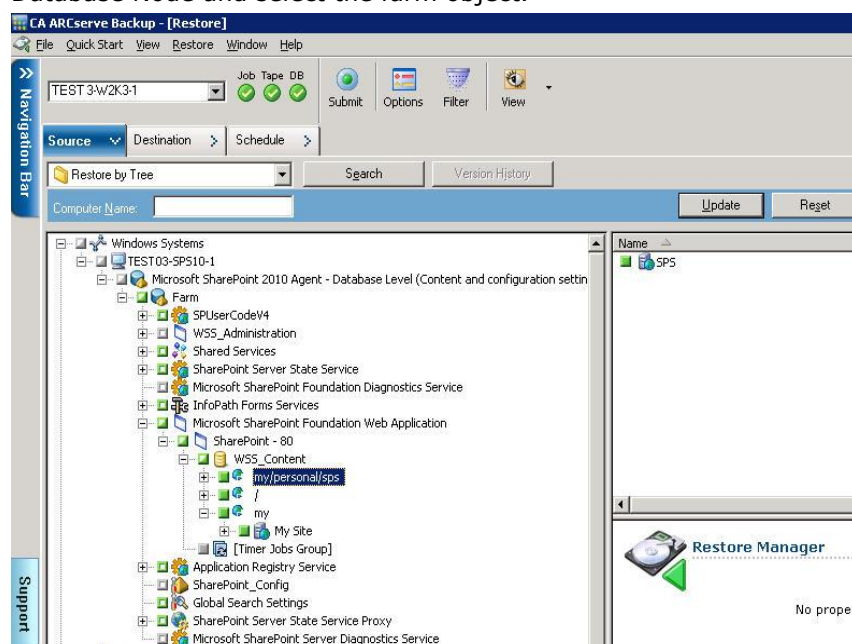 Database Node and select the farm object.
CA ARCserve Backup - [Restore]
File Quick Start View Restore Window Help
Navigation Bar
TEST3-W2K3-1
Job Tape DB
Submit Options Filter View
Source Destination Schedule
Restore by Tree Search Version History
Computer Name: Update Reset
Windows Systems
TEST03-SPS10-1
Microsoft SharePoint 2010 Agent - Database Level (Content and configuration settin
Farm
SPUserCodeV4
WSS_Administration
Shared Services
SharePoint Server State Service
Microsoft SharePoint Foundation Diagnostics Service
InfoPath Forms Services
Microsoft SharePoint Foundation Web Application
SharePoint - 80
WSS_Content
my/personal/sps
/
my
My Site
[Timer Jobs Group]
Application Registry Service
SharePoint_Config
Global Search Settings
SharePoint Server State Service Proxy
Microsoft SharePoint Server Diagnostics Service
Name
SPS
Restore Manager
No prope
Support